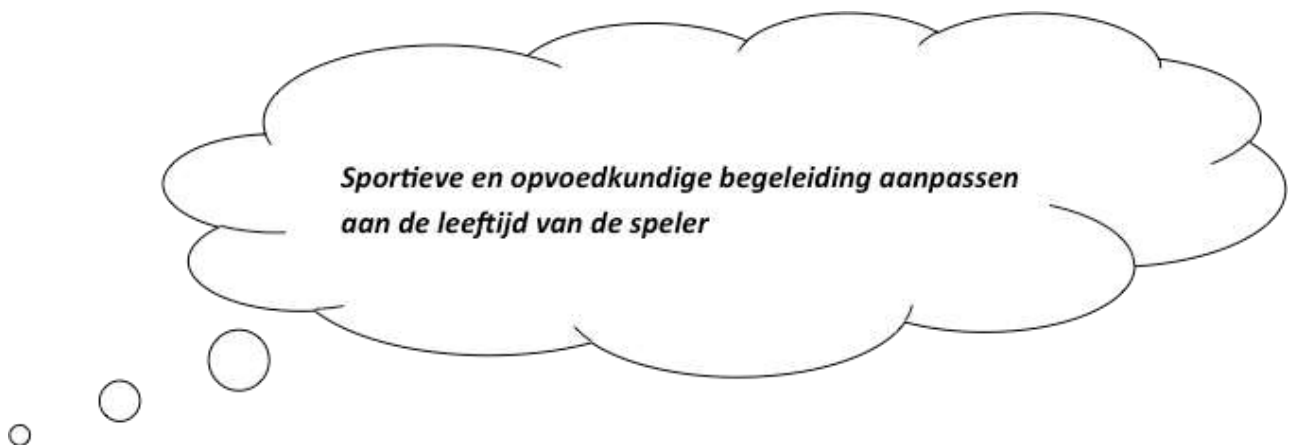 Sportieve en opvoedkundige begeleiding aanpassen
aan de leeftijd van de speler